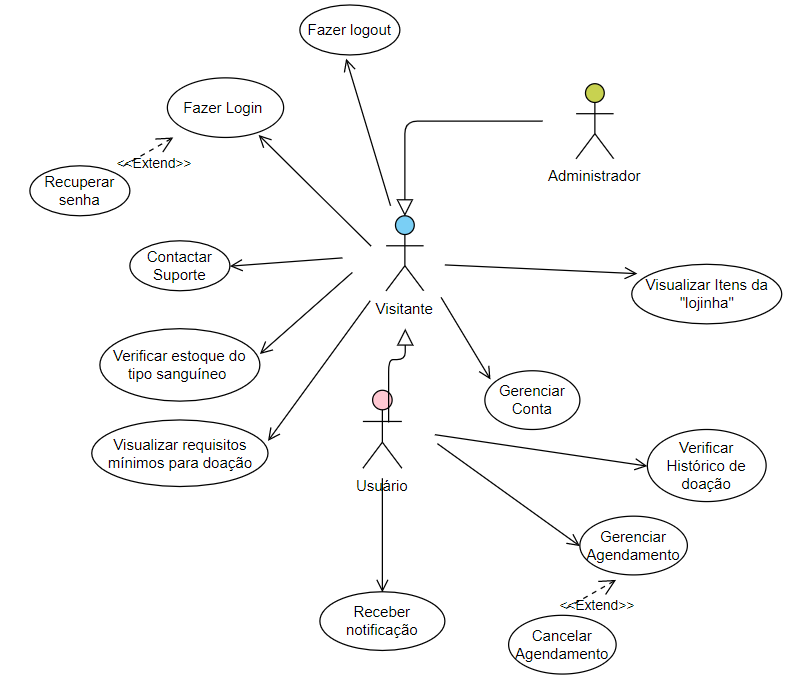 Fazer logout
Fazer Login
<<Extend>>
Recuperar
senha
Administrador
Contactar
Suporte
Visitante
Visualizar Itens da
"lojinha"
Verificar estoque do
tipo sanguíneo
Gerenciar
Conta
Visualizar requisitos
mínimos para doação
Usuário
Verificar
Histórico de
doação
Gerenciar
Agendamento
<<Extend>>
Receber
notificação
Cancelar
Agendamento